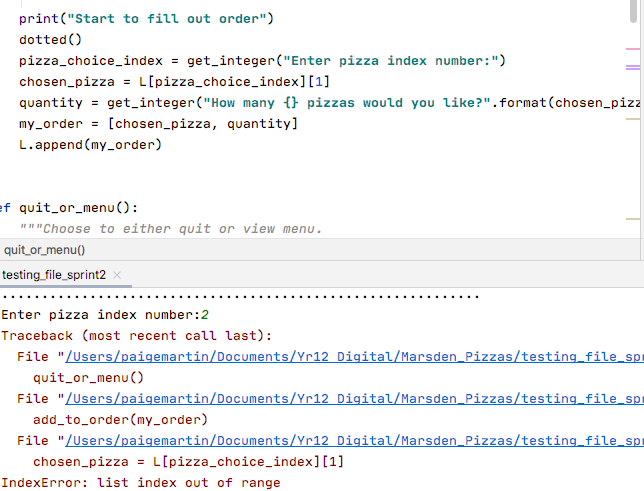 print("Start to fill out order")
dotted()
pizza_choice_index = get_integer("Enter pizza index number:")
chosen_pizza = L[pizza_choice_index][1]
quantity = get_integer("How many {} pizzas would you like?".format(chosen_pizz
my_order = [chosen_pizza, quantity]
L.append(my_order)
ef quit_or_menu():
"""Choose to either quit or view menu.
quit_or_menu()
testing_file_sprint2 ×
............................................................
Enter pizza index number:2
Traceback (most recent call last):
File "/Users/paigemartin/Documents/Yr12 Digital/Marsden_Pizzas/testing_file_spr
quit_or_menu()
File "/Users/paigemartin/Documents/Yr12 Digital/Marsden_Pizzas/testing_file_spr
add_to_order(my_order)
File "/Users/paigemartin/Documents/Yr12 Digital/Marsden_Pizzas/testing_file_spr
chosen_pizza = L[pizza_choice_index][1]
IndexError: list index out of range